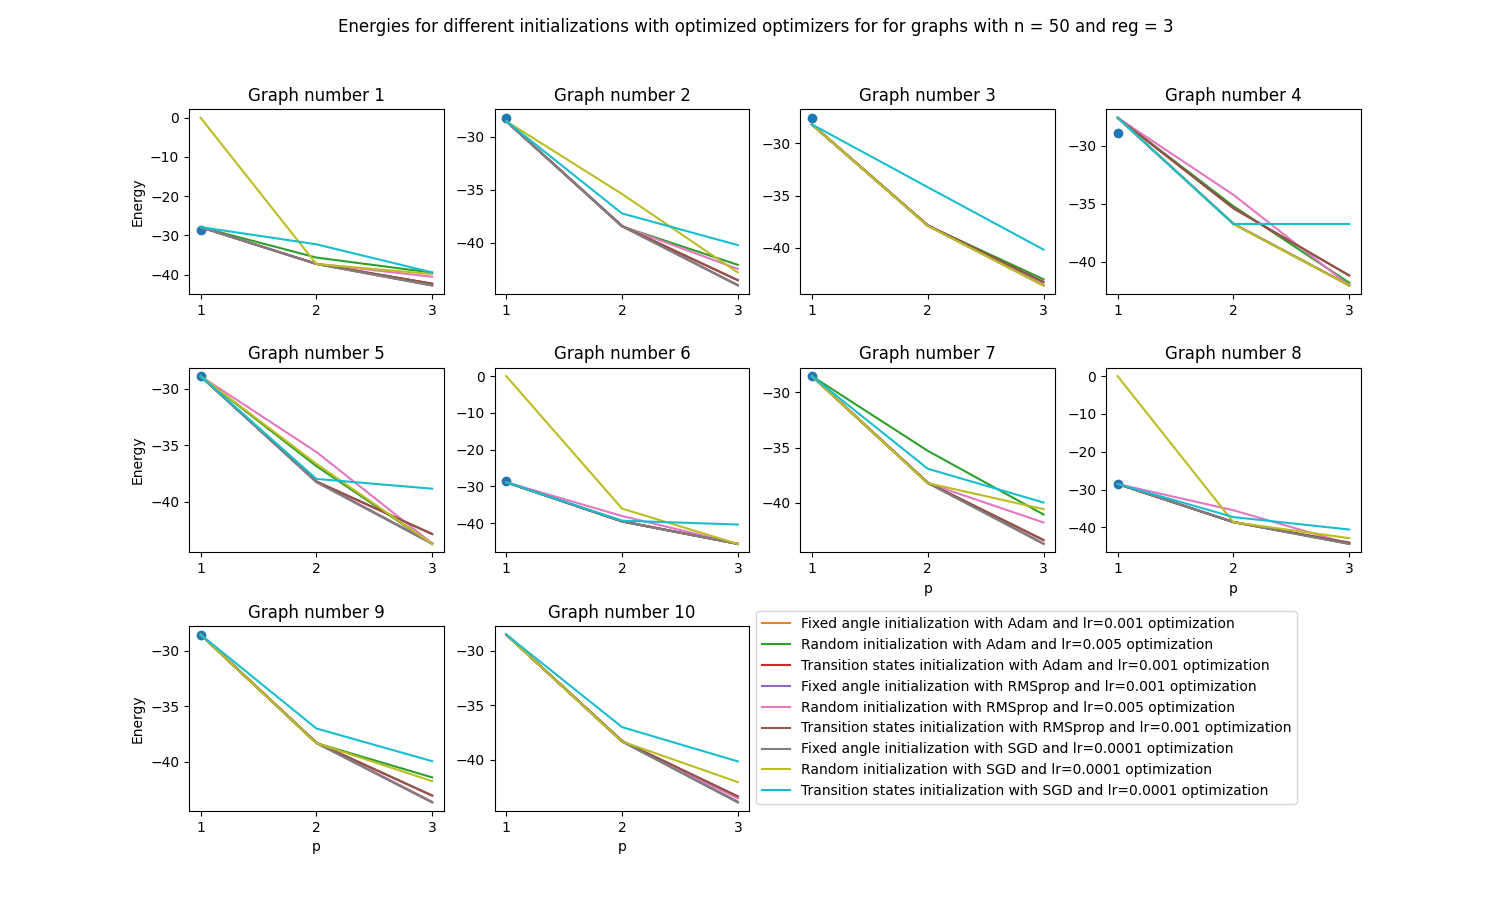 Energies for different initializations with optimized optimizers for for graphs with n = 50 and reg = 3
Graph number 1
Energy
0
−10
−20
−30
−40
1 2 3
Graph number 2
−30
−35
−40
1 2 3
Graph number 3
−30
−35
−40
1 2 3
Graph number 4
−30
−35
−40
1 2 3
Graph number 5
Energy
−30
−35
−40
1 2 3
Graph number 6
0
−10
−20
−30
−40
1 2 3
Graph number 7
−30
−35
−40
1 2 3
p
Graph number 8
0
−10
−20
−30
−40
1 2 3
p
Graph number 9
Energy
−30
−35
−40
1 2 3
p
Graph number 10
−30
−35
−40
1 2 3
p
Fixed angle initialization with Adam and lr=0.001 optimization
Random initialization with Adam and lr=0.005 optimization
Transition states initialization with Adam and lr=0.001 optimization
Fixed angle initialization with RMSprop and lr=0.001 optimization
Random initialization with RMSprop and lr=0.005 optimization
Transition states initialization with RMSprop and lr=0.001 optimization
Fixed angle initialization with SGD and lr=0.0001 optimization
Random initialization with SGD and lr=0.0001 optimization
Transition states initialization with SGD and lr=0.0001 optimization